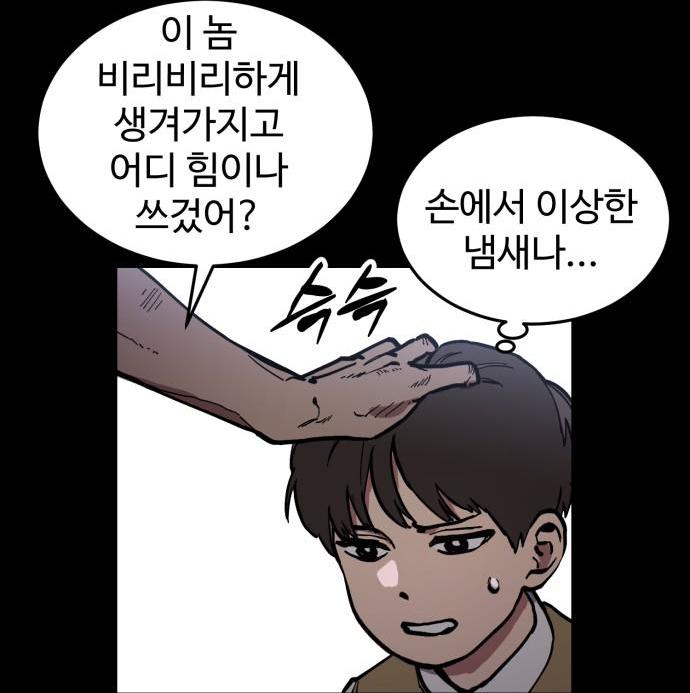 이 놈
비리비리하게
생겨가지고
어디 힘이나
쓰겠어?
손에서 이상한
냄새나...
슥슥